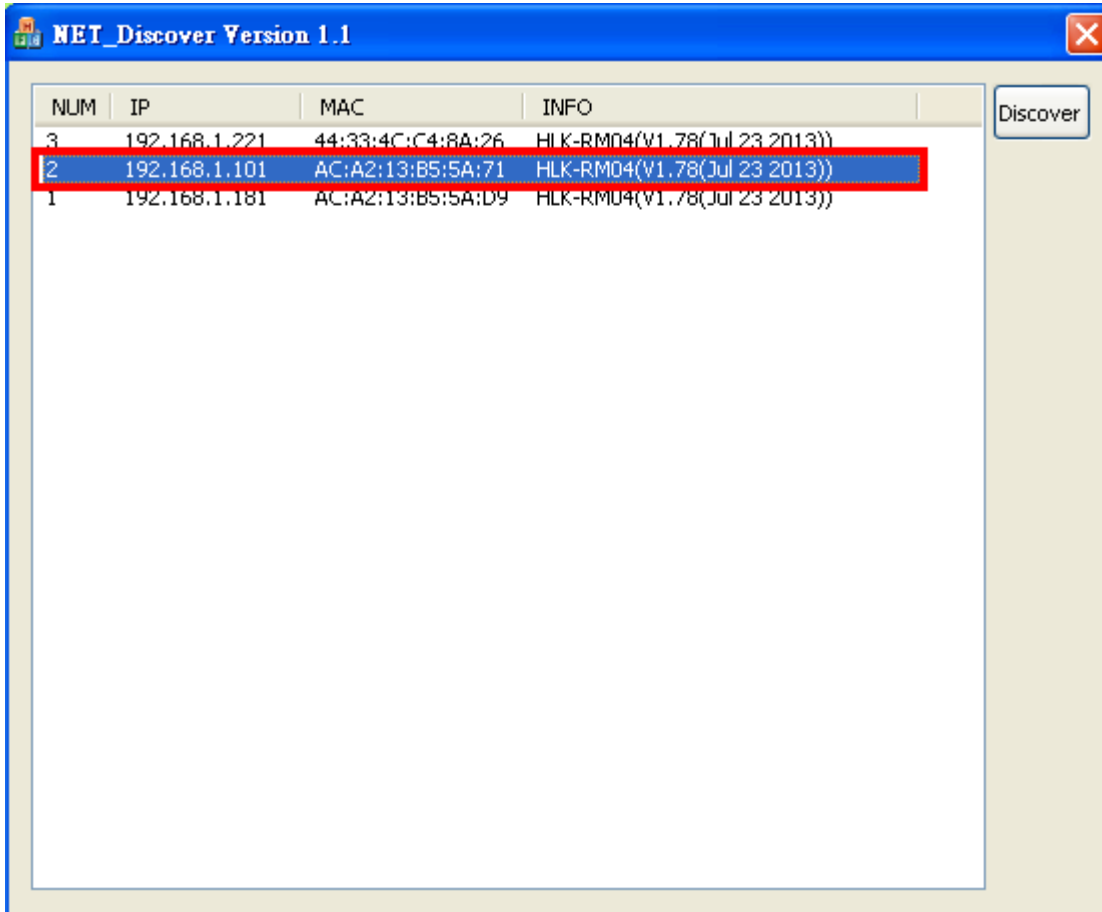 NET_Discover Version 1.1
NUM IP MAC INFO
Discover
3 192.168.1.221 44:33:4C:C4:8A:26 HLK-RM04(V1.78(Jul 23 2013))
2 192.168.1.101 AC:A2:13:B5:5A:71 HLK-RM04(V1.78(Jul 23 2013))
1 192.168.1.181 AC:A2:13:B5:5A:D9 HLK-RM04(V1.78(Jul 23 2013))